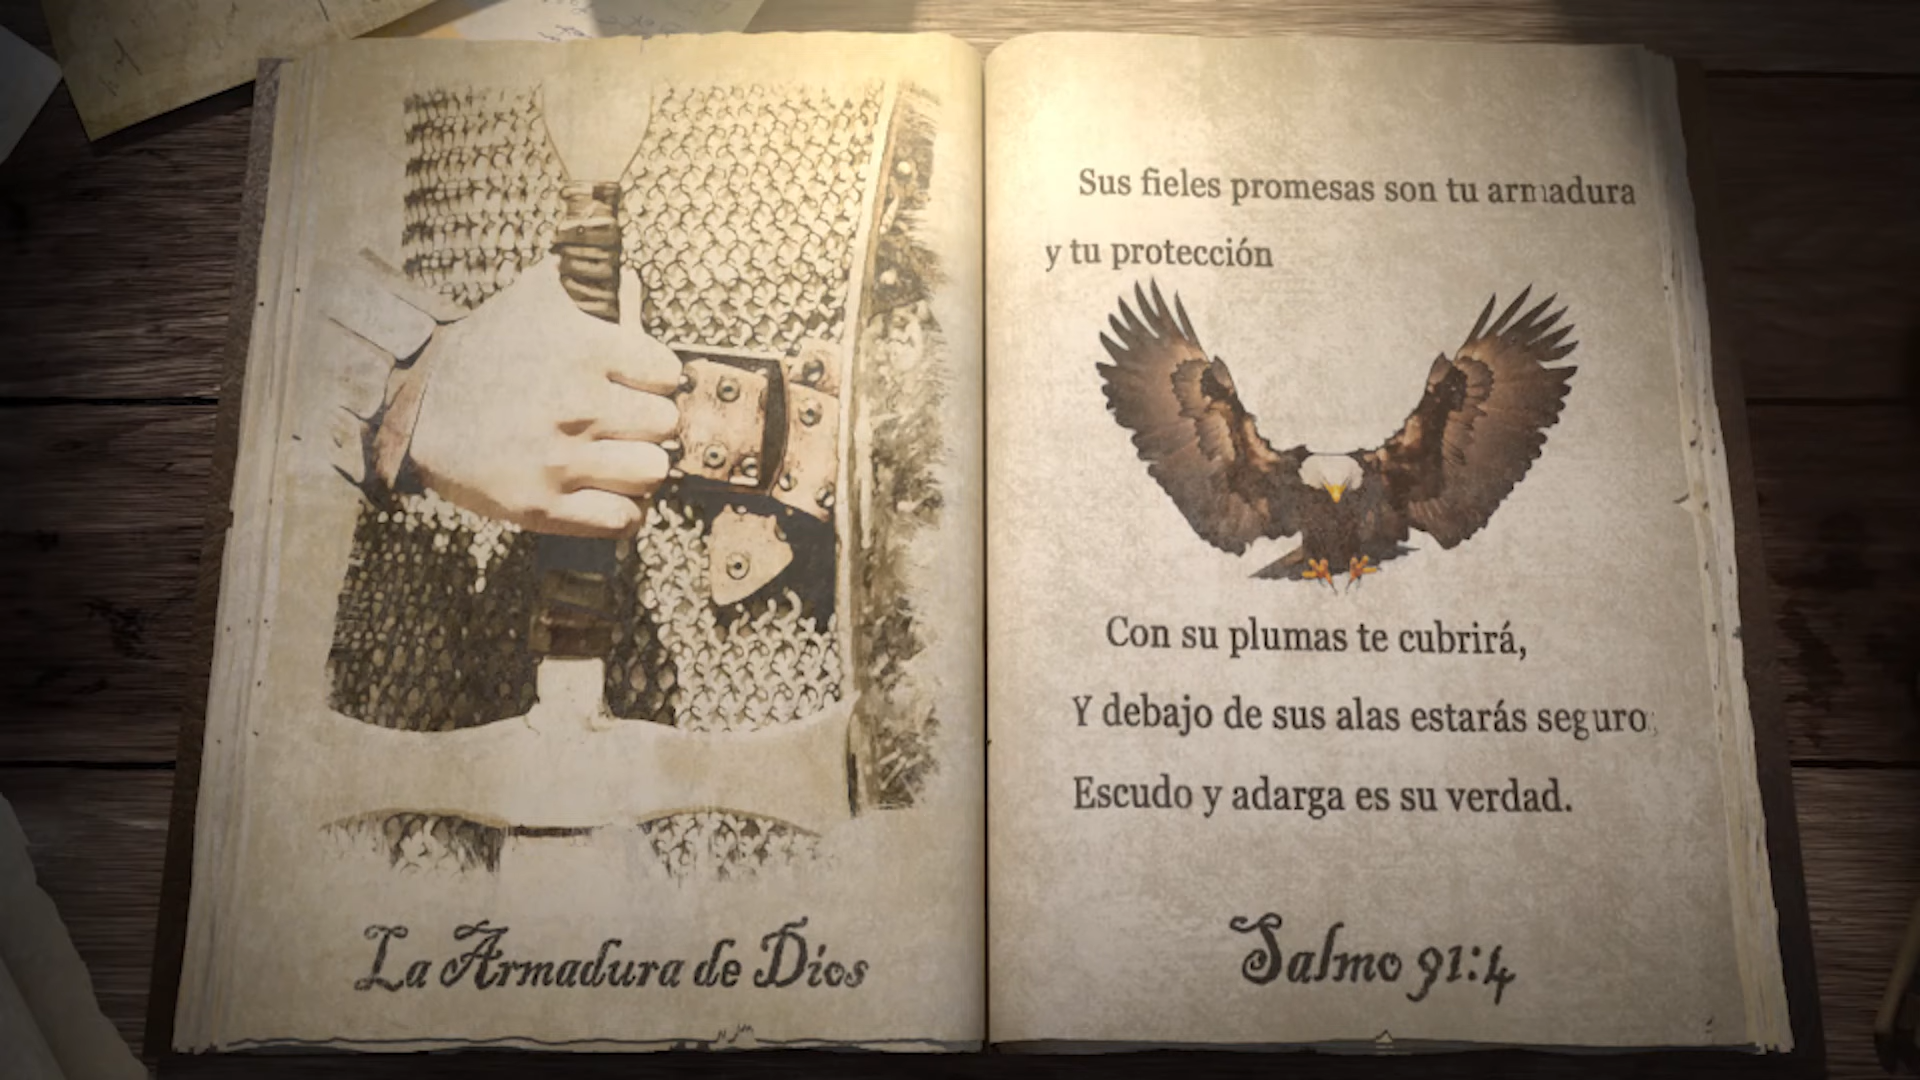 La Armadura de Dios
Sus fieles promesas son tu armadura
y tu protección
Con su plumas te cubrirá,
Y debajo de sus alas estarás seguro;
Escudo y adarga es su verdad.
Salmo 91:4